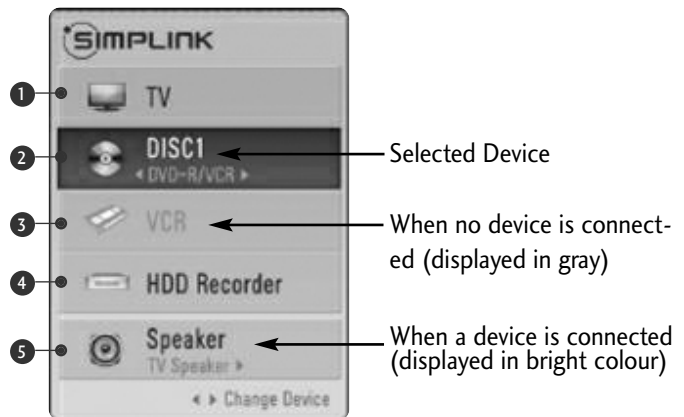 SIMPLINK
1 TV
2 DISC1
◀ DVD-R/VCR ▶
Selected Device
3 VCR
When no device is connect-
ed (displayed in gray)
4 HDD Recorder
5 Speaker
TV Speaker ▶
When a device is connected
(displayed in bright colour)
◀ ▶ Change Device